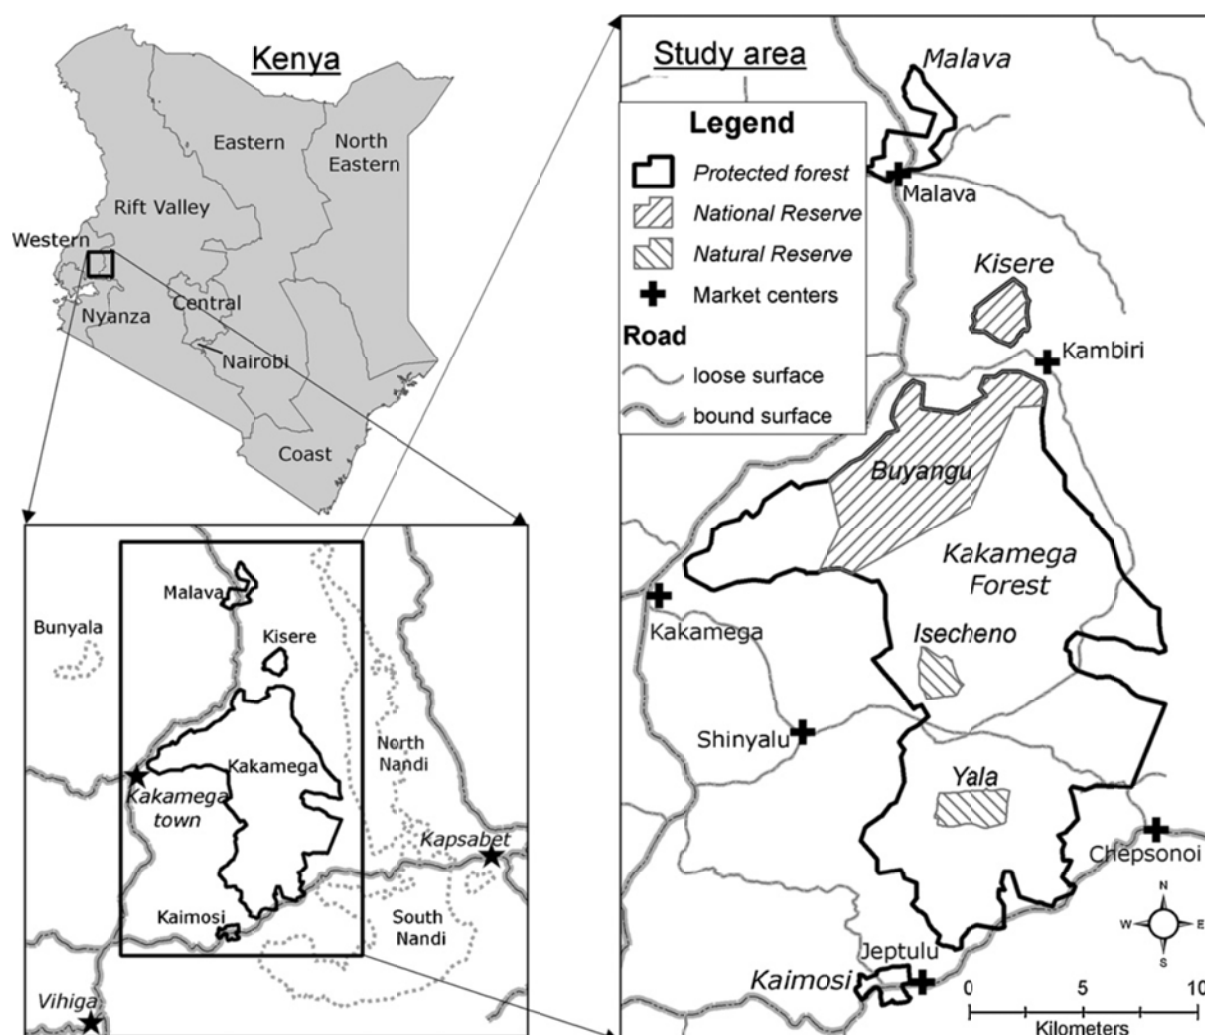 Kenya
Eastern
North
Eastern
Rift Valley
Western
Central
Nyanza
Nairobi
Coast
Malava
Bunyala
Kisere
North
Nandi
Kakamega
Kakamega
town
Kapsabet
Kaimosi
South
Nandi
Vihiga
Study area
Legend
Protected forest
National Reserve
Natural Reserve
Market centers
Road
loose surface
bound surface
Malava
Malava
Kisere
Kambiri
Buyangu
Kakamega
Forest
Kakamega
Isecheno
Shinyalu
Yala
Chepsonoi
N
W
E
S
Jeptulu
Kaimosi
0 5 10
Kilometers